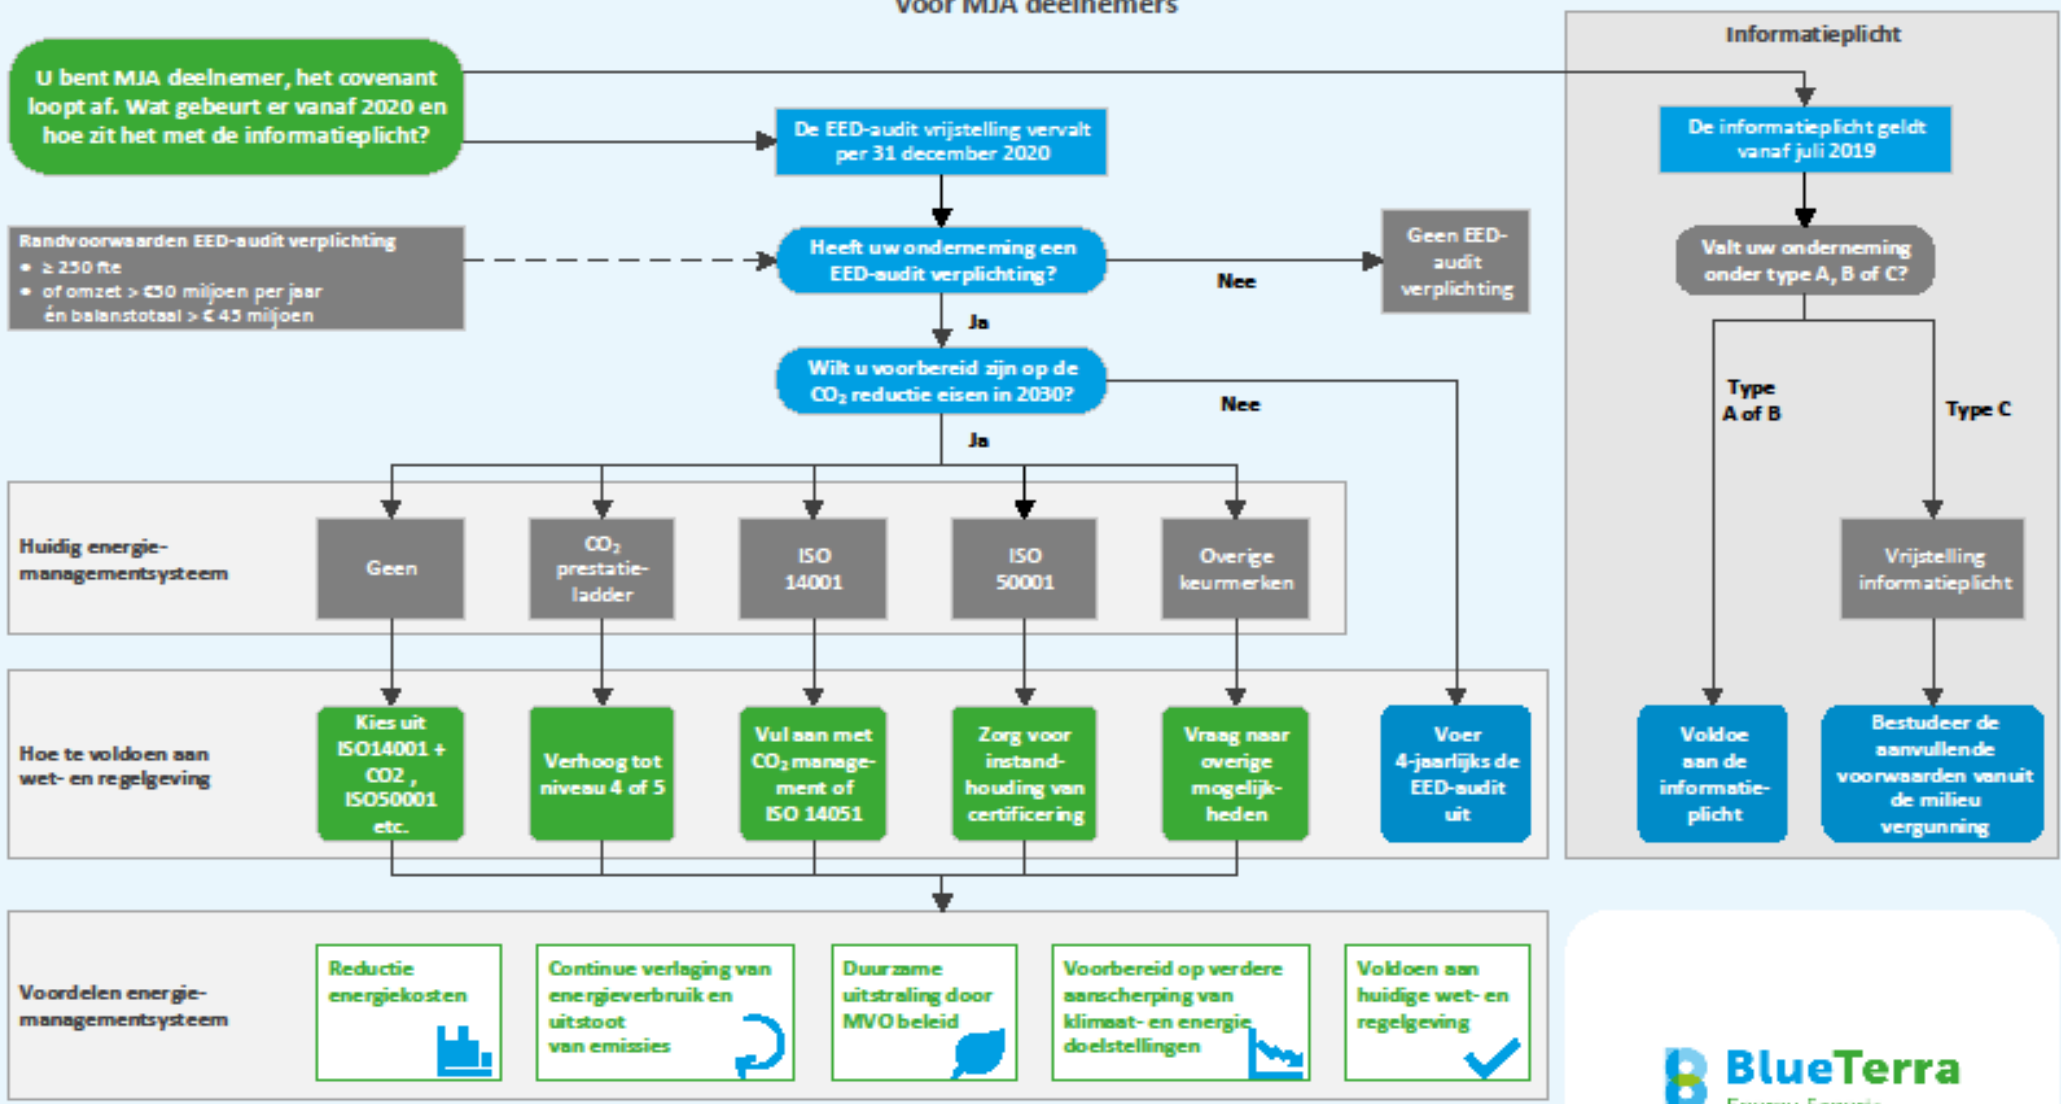 voor MJA deelnemers
U bent MJA deelnemer, het covenant
loopt af. Wat gebeurt er vanaf 2020 en
hoe zit het met de informatieplicht?
De EED-audit vrijstelling vervalt
per 31 december 2020
Randvoorwaarden EED-audit verplichting
• ≥ 250 fte
• of omzet > €50 miljoen per jaar
én balanstotaal > € 45 miljoen
Heeft uw onderneming een
EED-audit verplichting?
Nee
Geen EED-
audit
verplichting
Ja
Wilt u voorbereid zijn op de
CO₂ reductie eisen in 2030?
Nee
Ja
Huidig energie-
managementsysteem
Geen
CO₂
prestatie-
ladder
ISO
14001
ISO
50001
Overige
keurmerken
Hoe te voldoen aan
wet- en regelgeving
Kies uit
ISO14001 +
CO2 ,
ISO50001
etc.
Verhoog tot
niveau 4 of 5
Vul aan met
CO₂ manage-
ment of
ISO 14051
Zorg voor
instand-
houding van
certificering
Vraag naar
overige
mogelijk-
heden
Voer
4-jaarlijks de
EED-audit
uit
Voordelen energie-
managementsysteem
Reductie
energiekosten
Continue verlaging van
energieverbruik en
uitstoot
van emissies
Duurzame
uitstraling door
MVO beleid
Voorbereid op verdere
aanscherping van
klimaat- en energie
doelstellingen
Voldoen aan
huidige wet- en
regelgeving
Informatieplicht
De informatieplicht geldt
vanaf juli 2019
Valt uw onderneming
onder type A, B of C?
Type
A of B
Type C
Vrijstelling
informatieplicht
Voldoe
aan de
informatie-
plicht
Bestudeer de
aanvullende
voorwaarden vanuit
de milieu
vergunning
BlueTerra